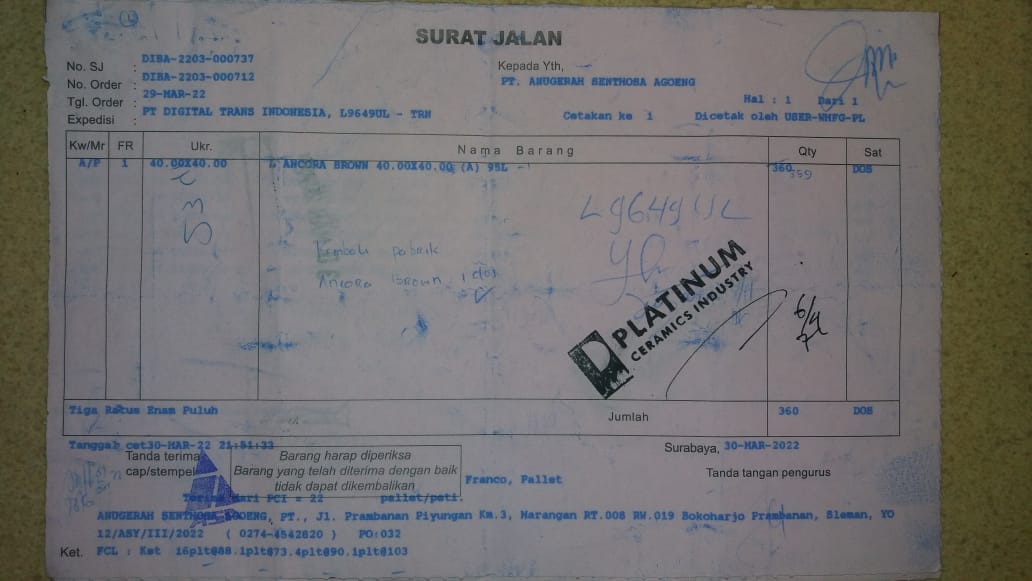 SURAT JALAN
No. SJ : DIBA-2203-000737
Kepada Yth,
No. Order : DIBA-2203-000712
PT. ANUGERAH SENTHOSA AGOENG
Tgl. Order : 29-MAR-22
Hal : 1 Dari 1
Expedisi : PT DIGITAL TRANS INDONESIA, L9649UL - TRN
Cetakan ke 1 Dicetak oleh USER-WHFG-PL
Kw/Mr FR Ukr. Nama Barang Qty Sat
A/P 1 40.00X40.00 L ANCORA BROWN 40.00X40.00 (A) 95L 360 DOS
359
L9649UL
Kembali pabrik
Ancora Brown 1 dos
PLATINUM
CERAMICS INDUSTRY
Tiga Ratus Enam Puluh
Jumlah 360 DOS
Tanggal cet30-MAR-22 21:51:33
Surabaya, 30-MAR-2022
Tanda terima
cap/stempel
Barang harap diperiksa
Barang yang telah diterima dengan baik
tidak dapat dikembalikan
Tanda tangan pengurus
Franco, Pallet
Terima dari PCI = 22 pallet/peti.
ANUGERAH SENTHOSA AGOENG, PT., Jl. Prambanan Piyungan Km.3, Marangan RT.008 RW.019 Bokoharjo Prambanan, Sleman, YO
12/ASY/III/2022 ( 0274-4542820 ) PO:032
Ket. FCL : Ket 16plt@88.1plt@73.4plt@90.1plt@103